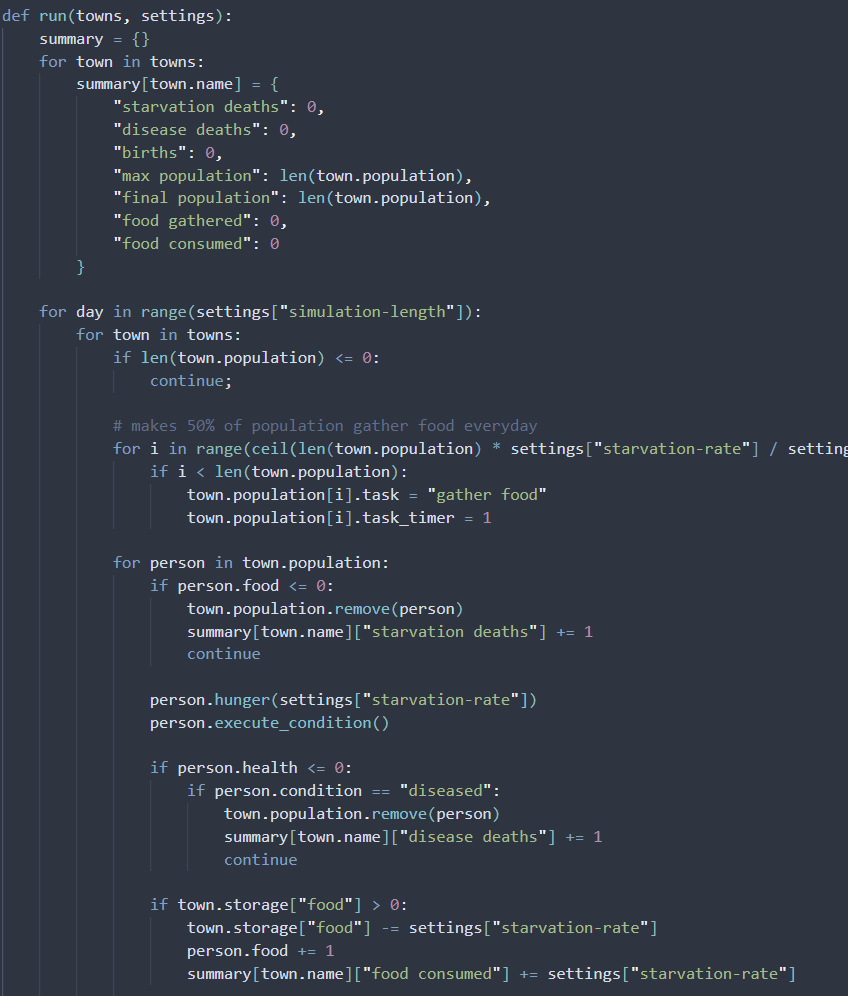 def run(towns, settings):
    summary = {}
    for town in towns:
        summary[town.name] = {
            "starvation deaths": 0,
            "disease deaths": 0,
            "births": 0,
            "max population": len(town.population),
            "final population": len(town.population),
            "food gathered": 0,
            "food consumed": 0
        }

    for day in range(settings["simulation-length"]):
        for town in towns:
            if len(town.population) <= 0:
                continue;

            # makes 50% of population gather food everyday
            for i in range(ceil(len(town.population) * settings["starvation-rate"] / setting
                if i < len(town.population):
                    town.population[i].task = "gather food"
                    town.population[i].task_timer = 1

            for person in town.population:
                if person.food <= 0:
                    town.population.remove(person)
                    summary[town.name]["starvation deaths"] += 1
                    continue

                person.hunger(settings["starvation-rate"])
                person.execute_condition()

                if person.health <= 0:
                    if person.condition == "diseased":
                        town.population.remove(person)
                        summary[town.name]["disease deaths"] += 1
                        continue

                if town.storage["food"] > 0:
                    town.storage["food"] -= settings["starvation-rate"]
                    person.food += 1
                    summary[town.name]["food consumed"] += settings["starvation-rate"]